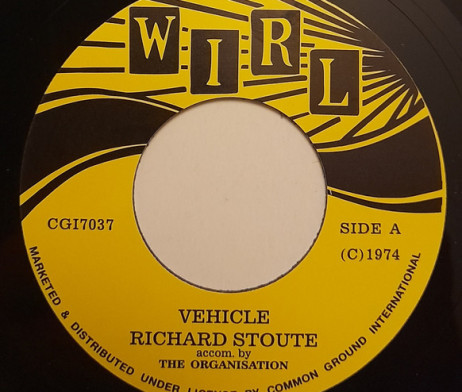 WIRL
CGI7037
SIDE A
(C)1974
VEHICLE
RICHARD STOUTE
accom. by
THE ORGANISATION
MARKETED & DISTRIBUTED UNDER LICENSE BY COMMON GROUND INTERNATIONAL